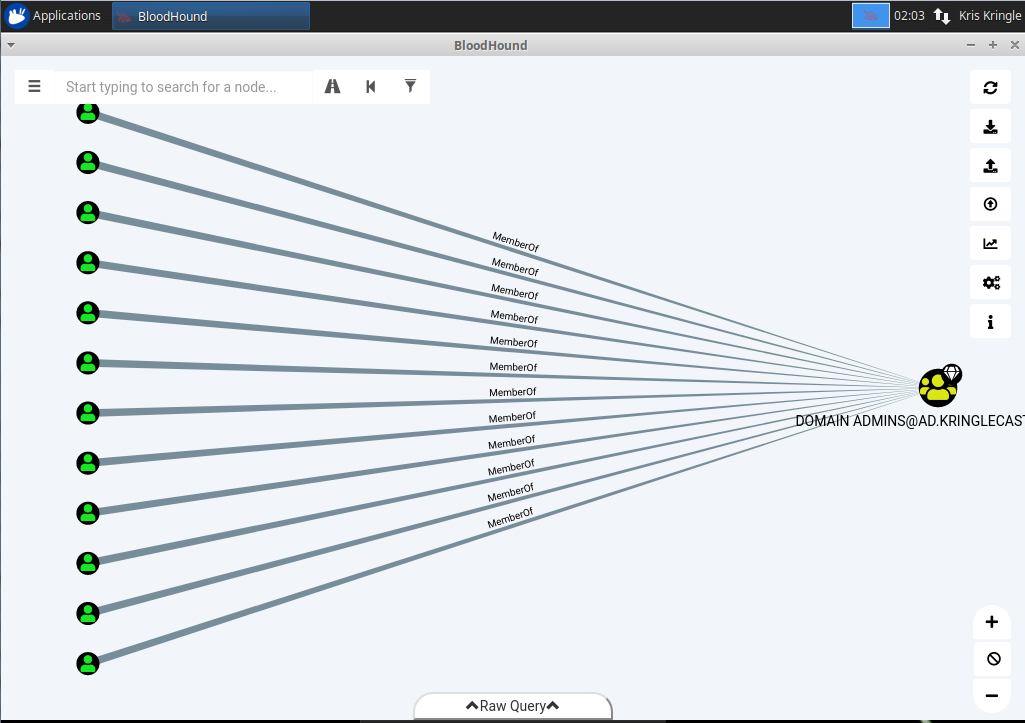 Applications
BloodHound
02:03
Kris Kringle
BloodHound
Start typing to search for a node...
MemberOf
MemberOf
MemberOf
MemberOf
MemberOf
MemberOf
MemberOf
MemberOf
MemberOf
MemberOf
MemberOf
MemberOf
DOMAIN ADMINS@AD.KRINGLECAST
Raw Query